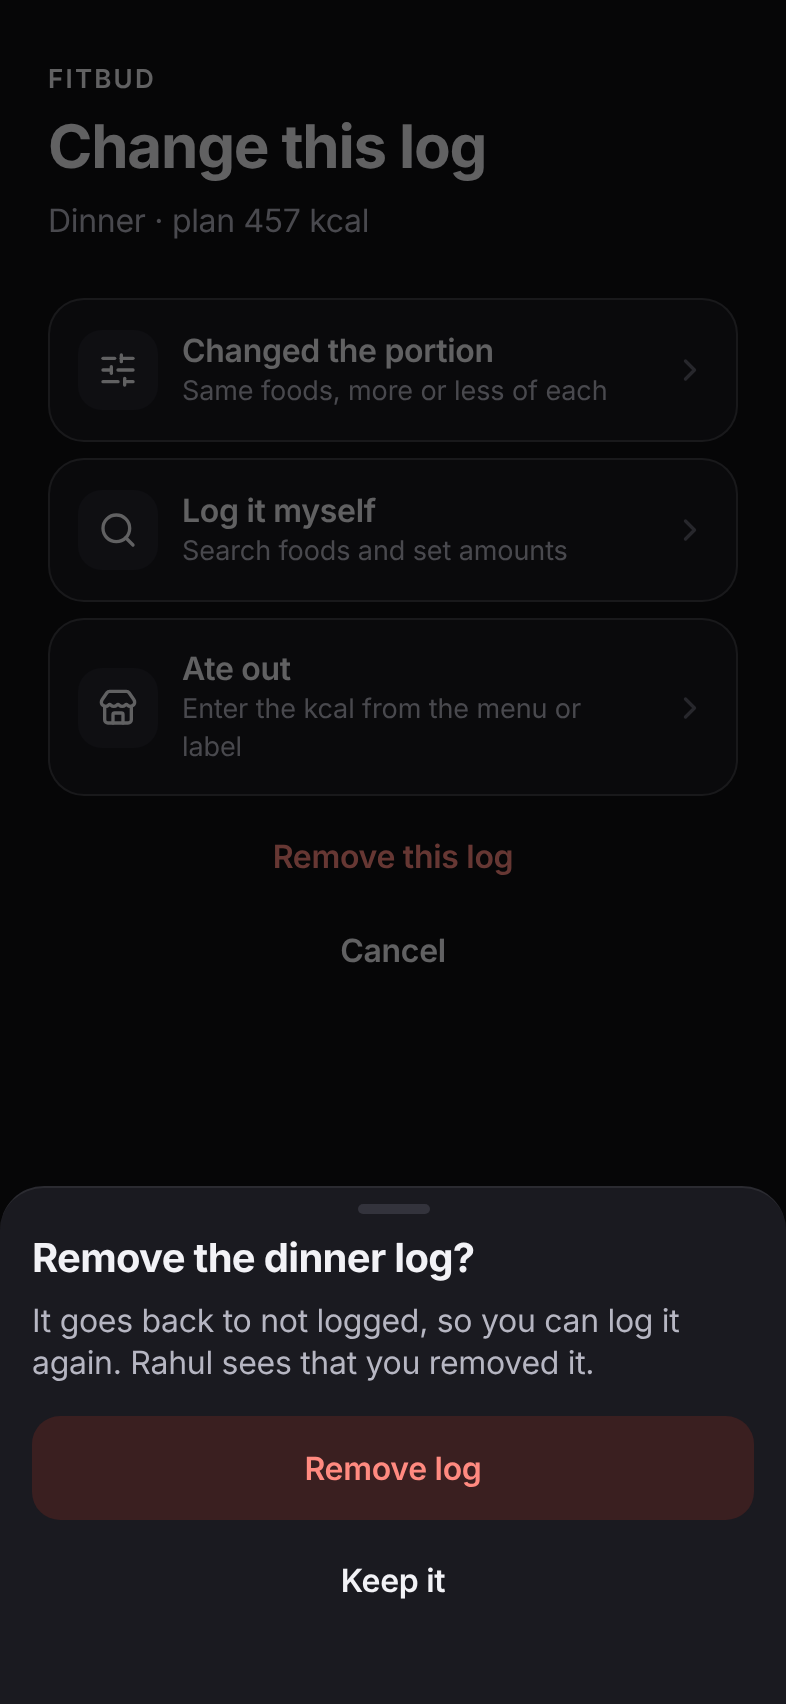 FITBUD
Change this log
Dinner · plan 457 kcal
Changed the portion
Same foods, more or less of each
Log it myself
Search foods and set amounts
Ate out
Enter the kcal from the menu or
label
Remove this log
Cancel
Remove the dinner log?
It goes back to not logged, so you can log it
again. Rahul sees that you removed it.
Remove log
Keep it